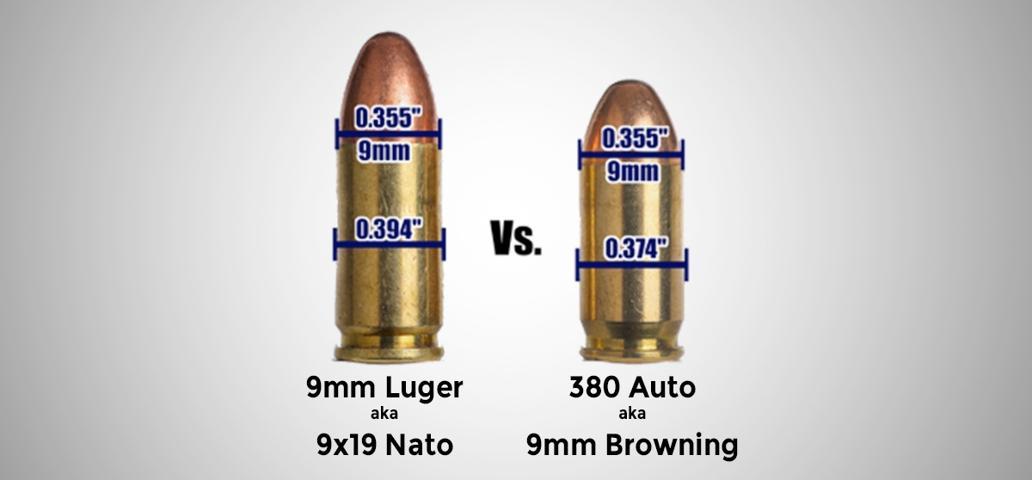 0.355"
9mm
0.394"
Vs.
0.355"
9mm
0.374"
9mm Luger
aka
9x19 Nato
380 Auto
aka
9mm Browning